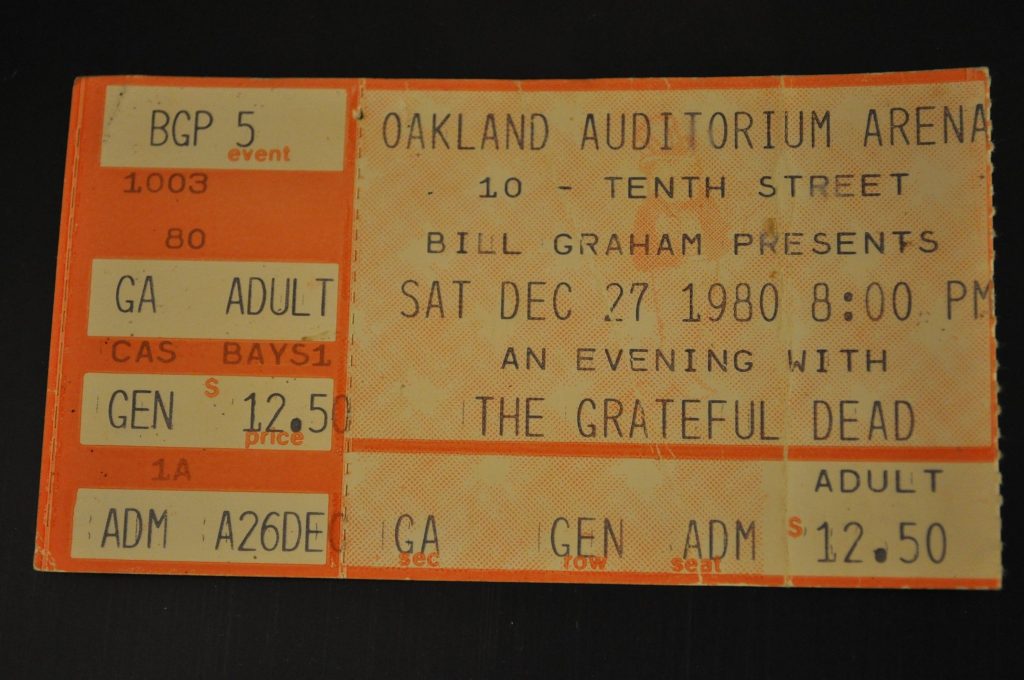 BGP 5
event
1003
80
GA ADULT
CAS BAYS1
$
GEN 12.50
price
1A
ADM A26DEC
OAKLAND AUDITORIUM ARENA
10 - TENTH STREET
BILL GRAHAM PRESENTS
SAT DEC 27 1980 8:00 PM
AN EVENING WITH
THE GRATEFUL DEAD
ADULT
GA GEN ADM $ 12.50
sec row seat